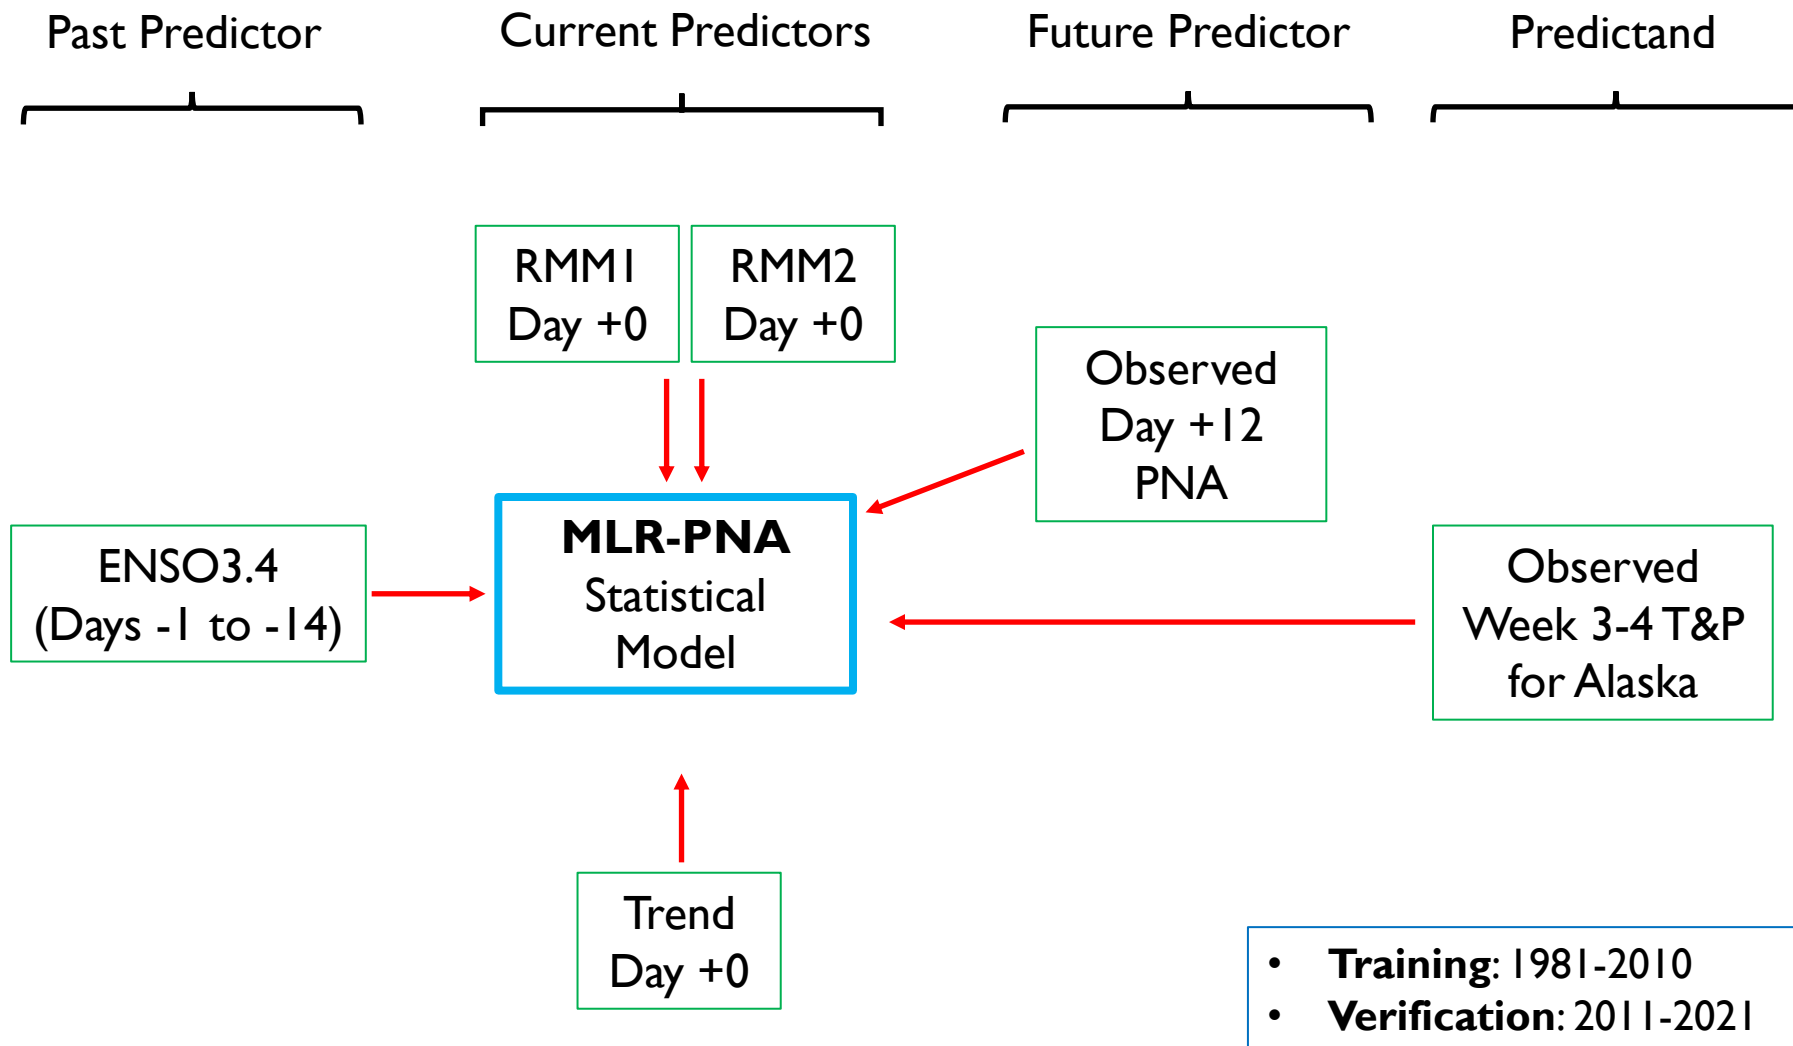 Past Predictor
Current Predictors
Future Predictor
Predictand
RMM1
Day +0
RMM2
Day +0
Observed
Day +12
PNA
MLR-PNA
Statistical
Model
ENSO3.4
(Days -1 to -14)
Observed
Week 3-4 T&P
for Alaska
Trend
Day +0
• Training: 1981-2010
• Verification: 2011-2021